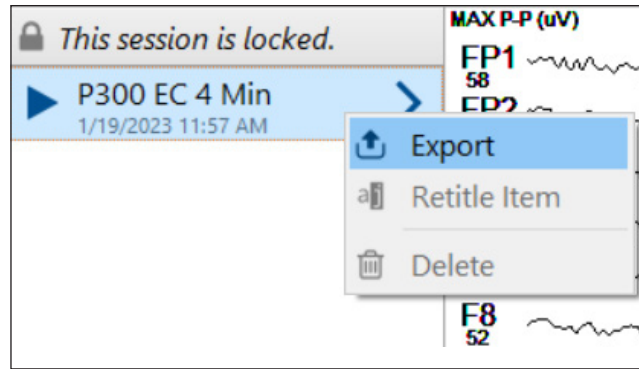 This session is locked.
P300 EC 4 Min
1/19/2023 11:57 AM
MAX P-P (uV)
FP1
58
FP2
Export
Retitle Item
Delete
F8
52